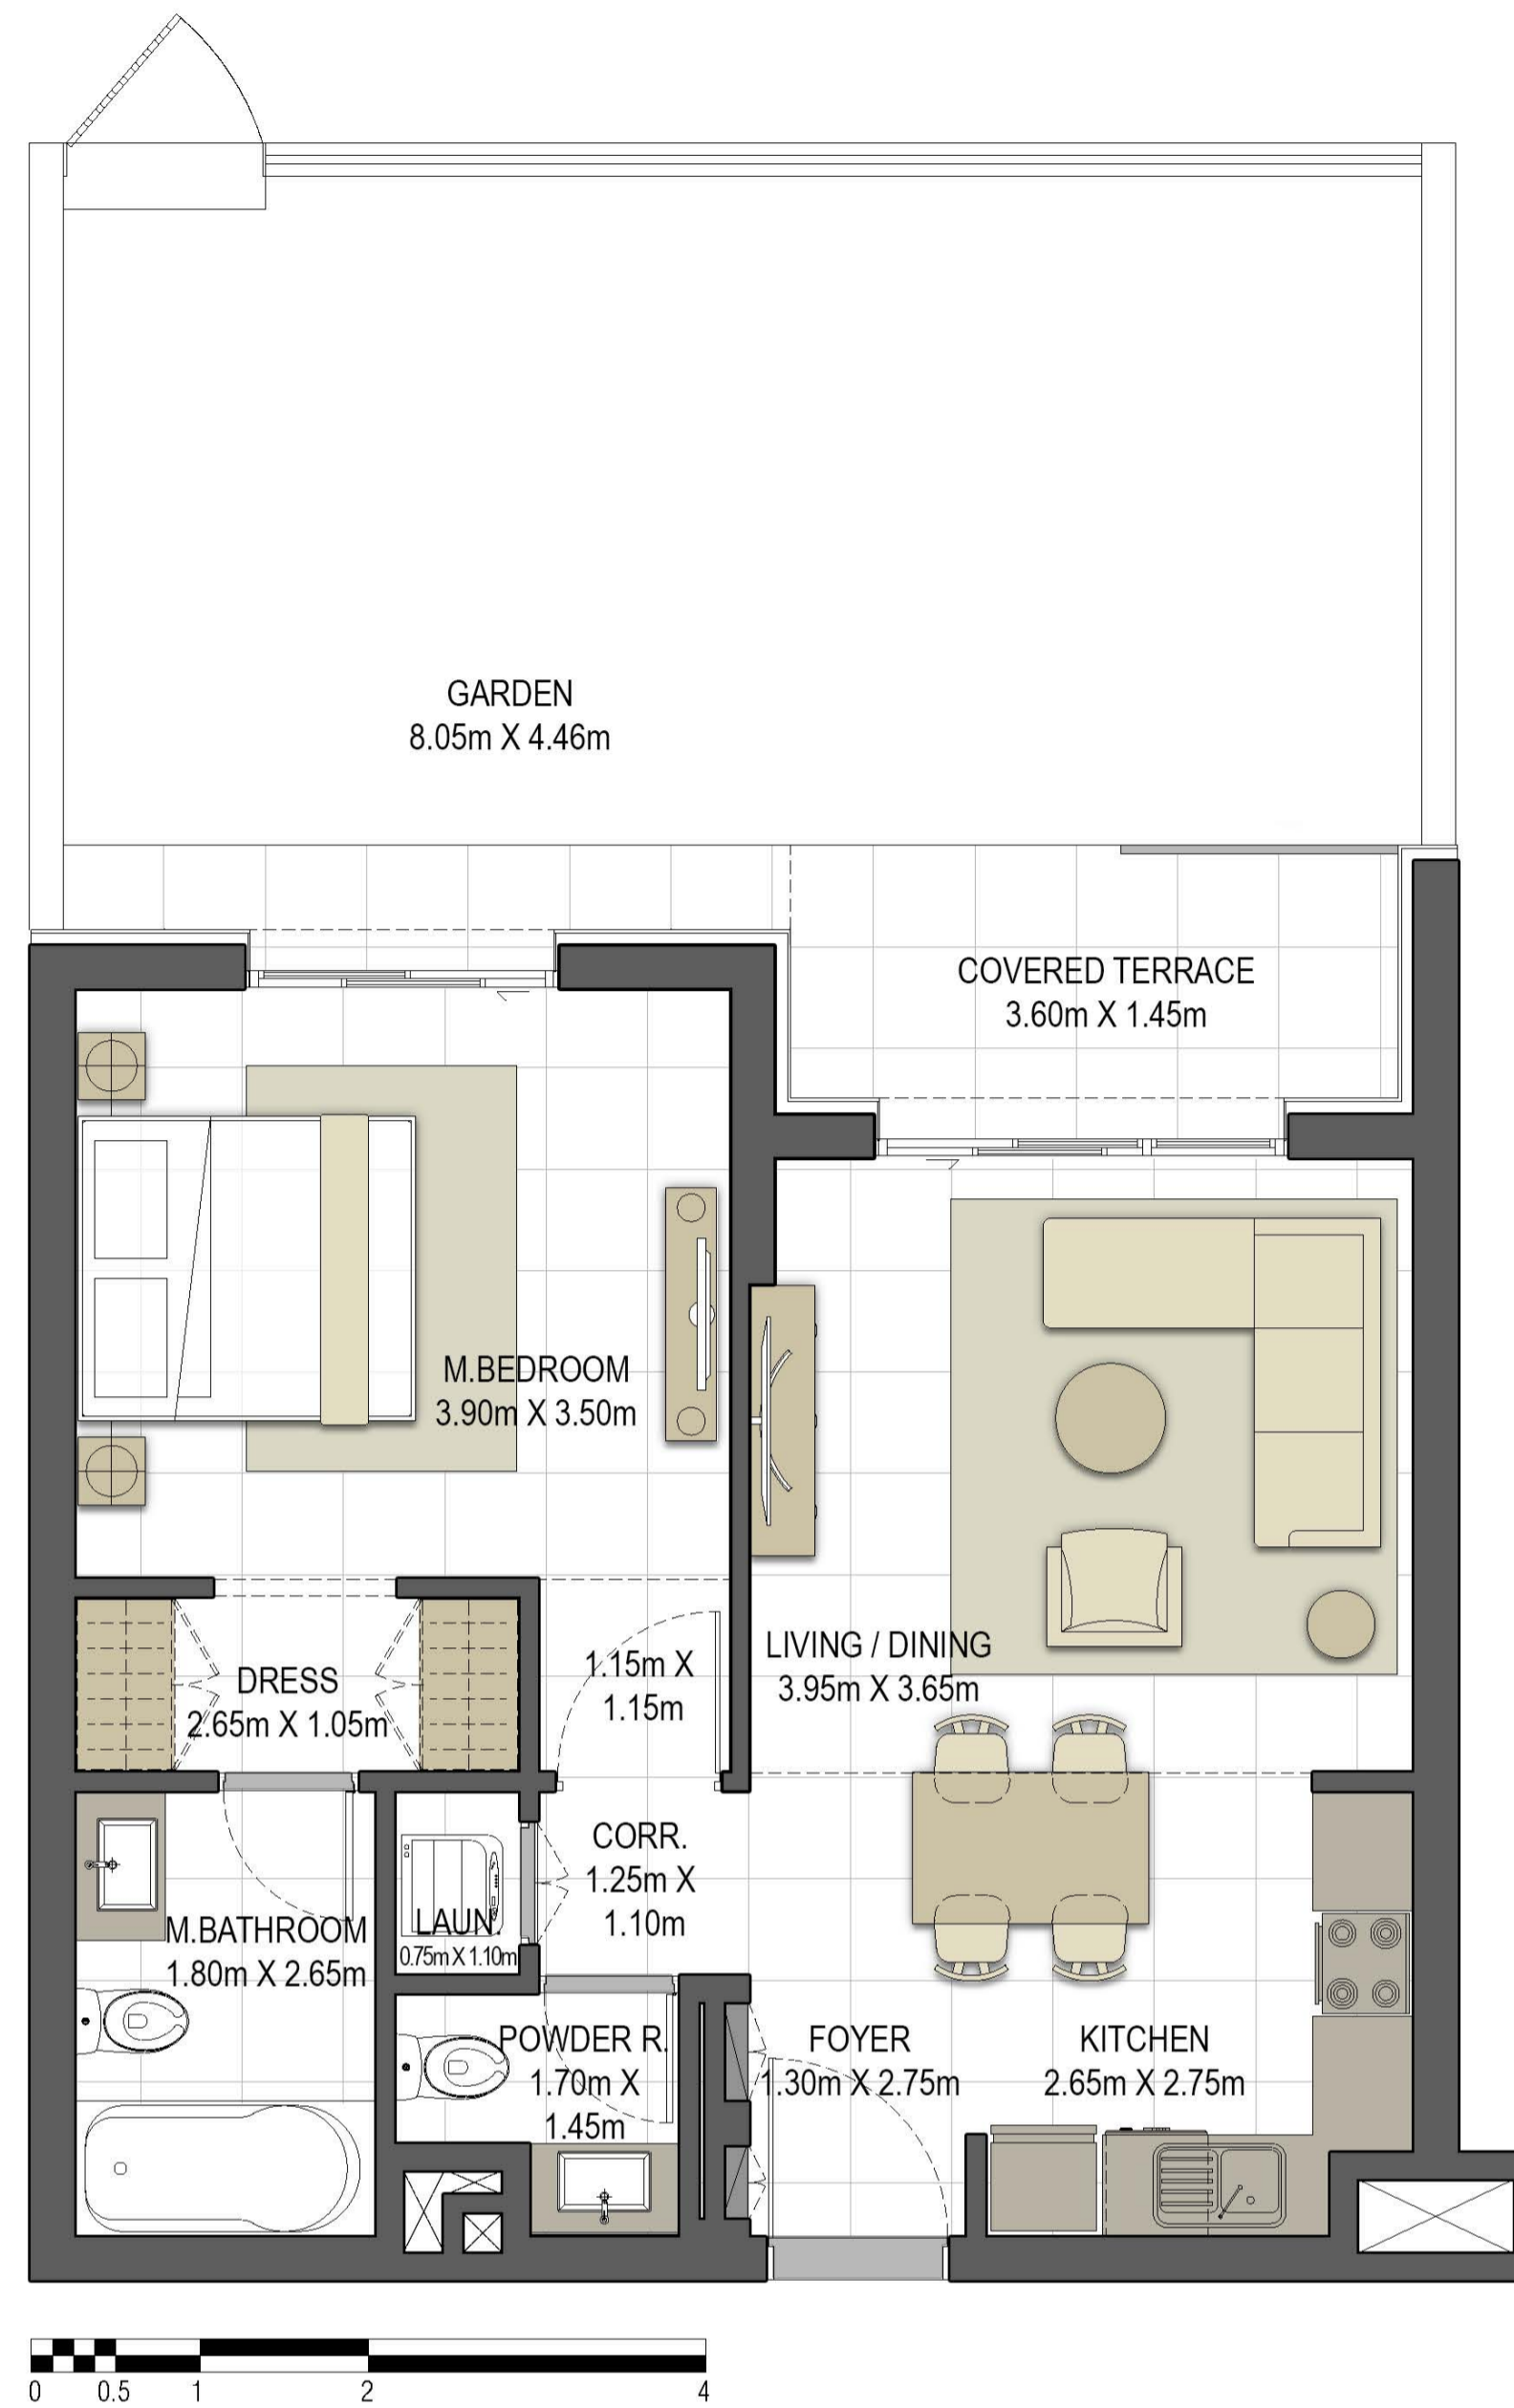 GARDEN
8.05m X 4.46m
COVERED TERRACE
3.60m X 1.45m
M.BEDROOM
3.90m X 3.50m
LIVING / DINING
3.95m X 3.65m
1.15m X
1.15m
DRESS
2.65m X 1.05m
CORR.
1.25m X
1.10m
M.BATHROOM
1.80m X 2.65m
LAUN.
0.75m X 1.10m
POWDER R.
1.70m X
1.45m
FOYER
1.30m X 2.75m
KITCHEN
2.65m X 2.75m
0 0.5 1 2 4